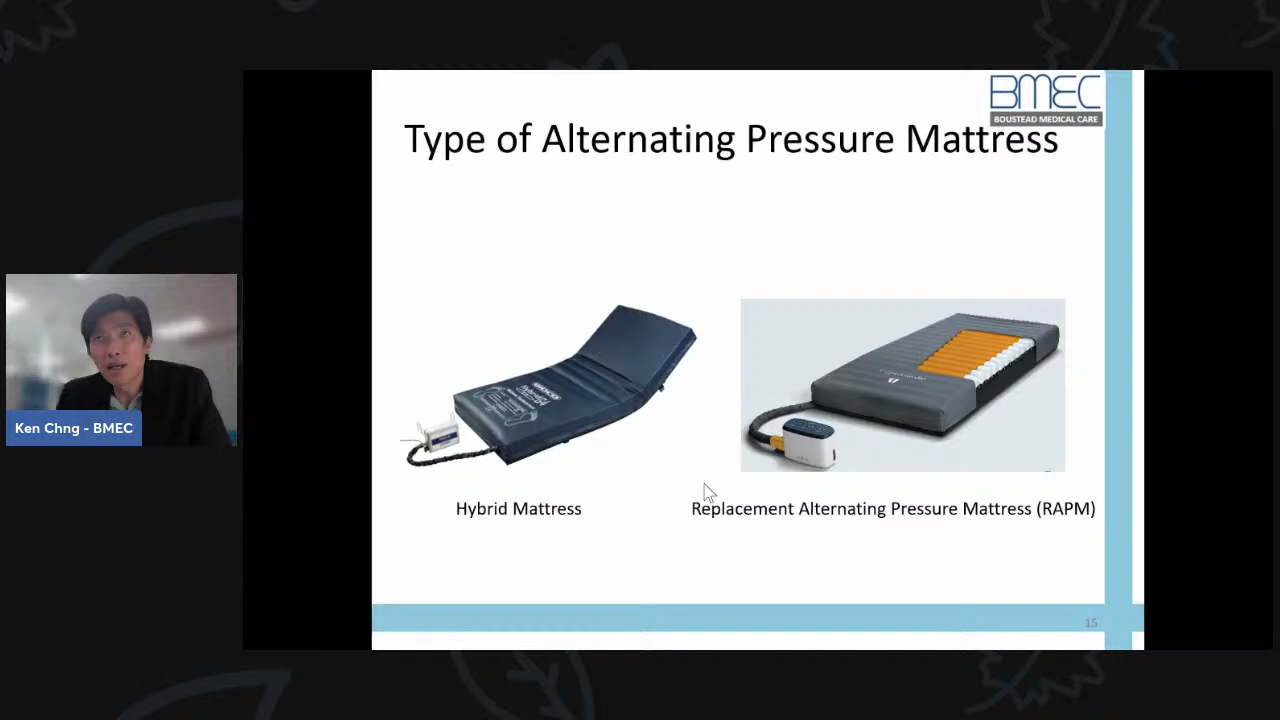 BMEC
BOUSTEAD MEDICAL CARE
Type of Alternating Pressure Mattress
Ken Chng - BMEC
Hybrid Mattress
Replacement Alternating Pressure Mattress (RAPM)
15